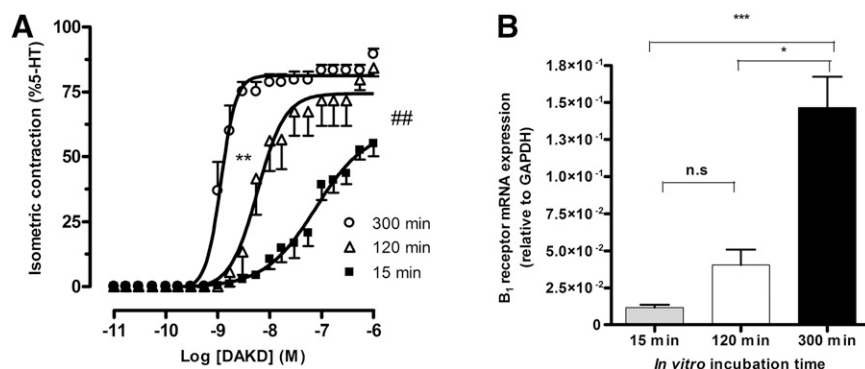 A
Isometric contraction (%5-HT)
100
75
50
25
0
**
##
300 min
120 min
15 min
-11 -10 -9 -8 -7 -6
Log [DAKD] (M)
B
B₁ receptor mRNA expression
(relative to GAPDH)
1.8×10⁻¹
1.5×10⁻¹
1.3×10⁻¹
1.0×10⁻¹
7.5×10⁻²
5.0×10⁻²
2.5×10⁻²
0
***
*
n.s
15 min 120 min 300 min
In vitro incubation time